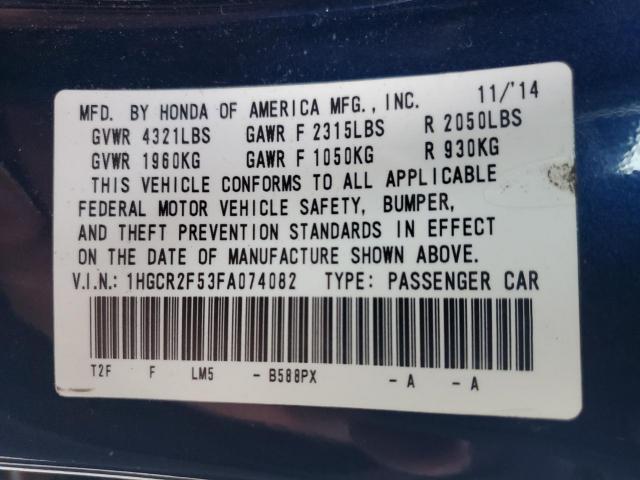 MFD. BY HONDA OF AMERICA MFG., INC. 11/'14
GVWR 4321LBS GAWR F 2315LBS R 2050LBS
GVWR 1960KG GAWR F 1050KG R 930KG
THIS VEHICLE CONFORMS TO ALL APPLICABLE
FEDERAL MOTOR VEHICLE SAFETY, BUMPER,
AND THEFT PREVENTION STANDARDS IN EFFECT
ON THE DATE OF MANUFACTURE SHOWN ABOVE.
V.I.N.: 1HGCR2F53FA074082 TYPE: PASSENGER CAR
T2F F LM5 - B588PX - A - A